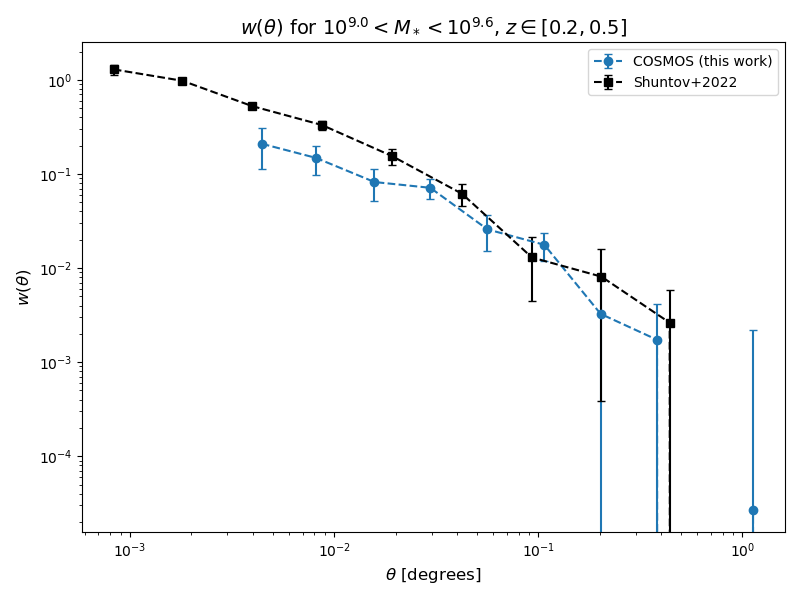 w(θ) for 10^9.0 < M_* < 10^9.6, z ∈ [0.2, 0.5]
COSMOS (this work)
Shuntov+2022
w(θ)
10^0
10^−1
10^−2
10^−3
10^−4
10^−3
10^−2
10^−1
10^0
θ [degrees]